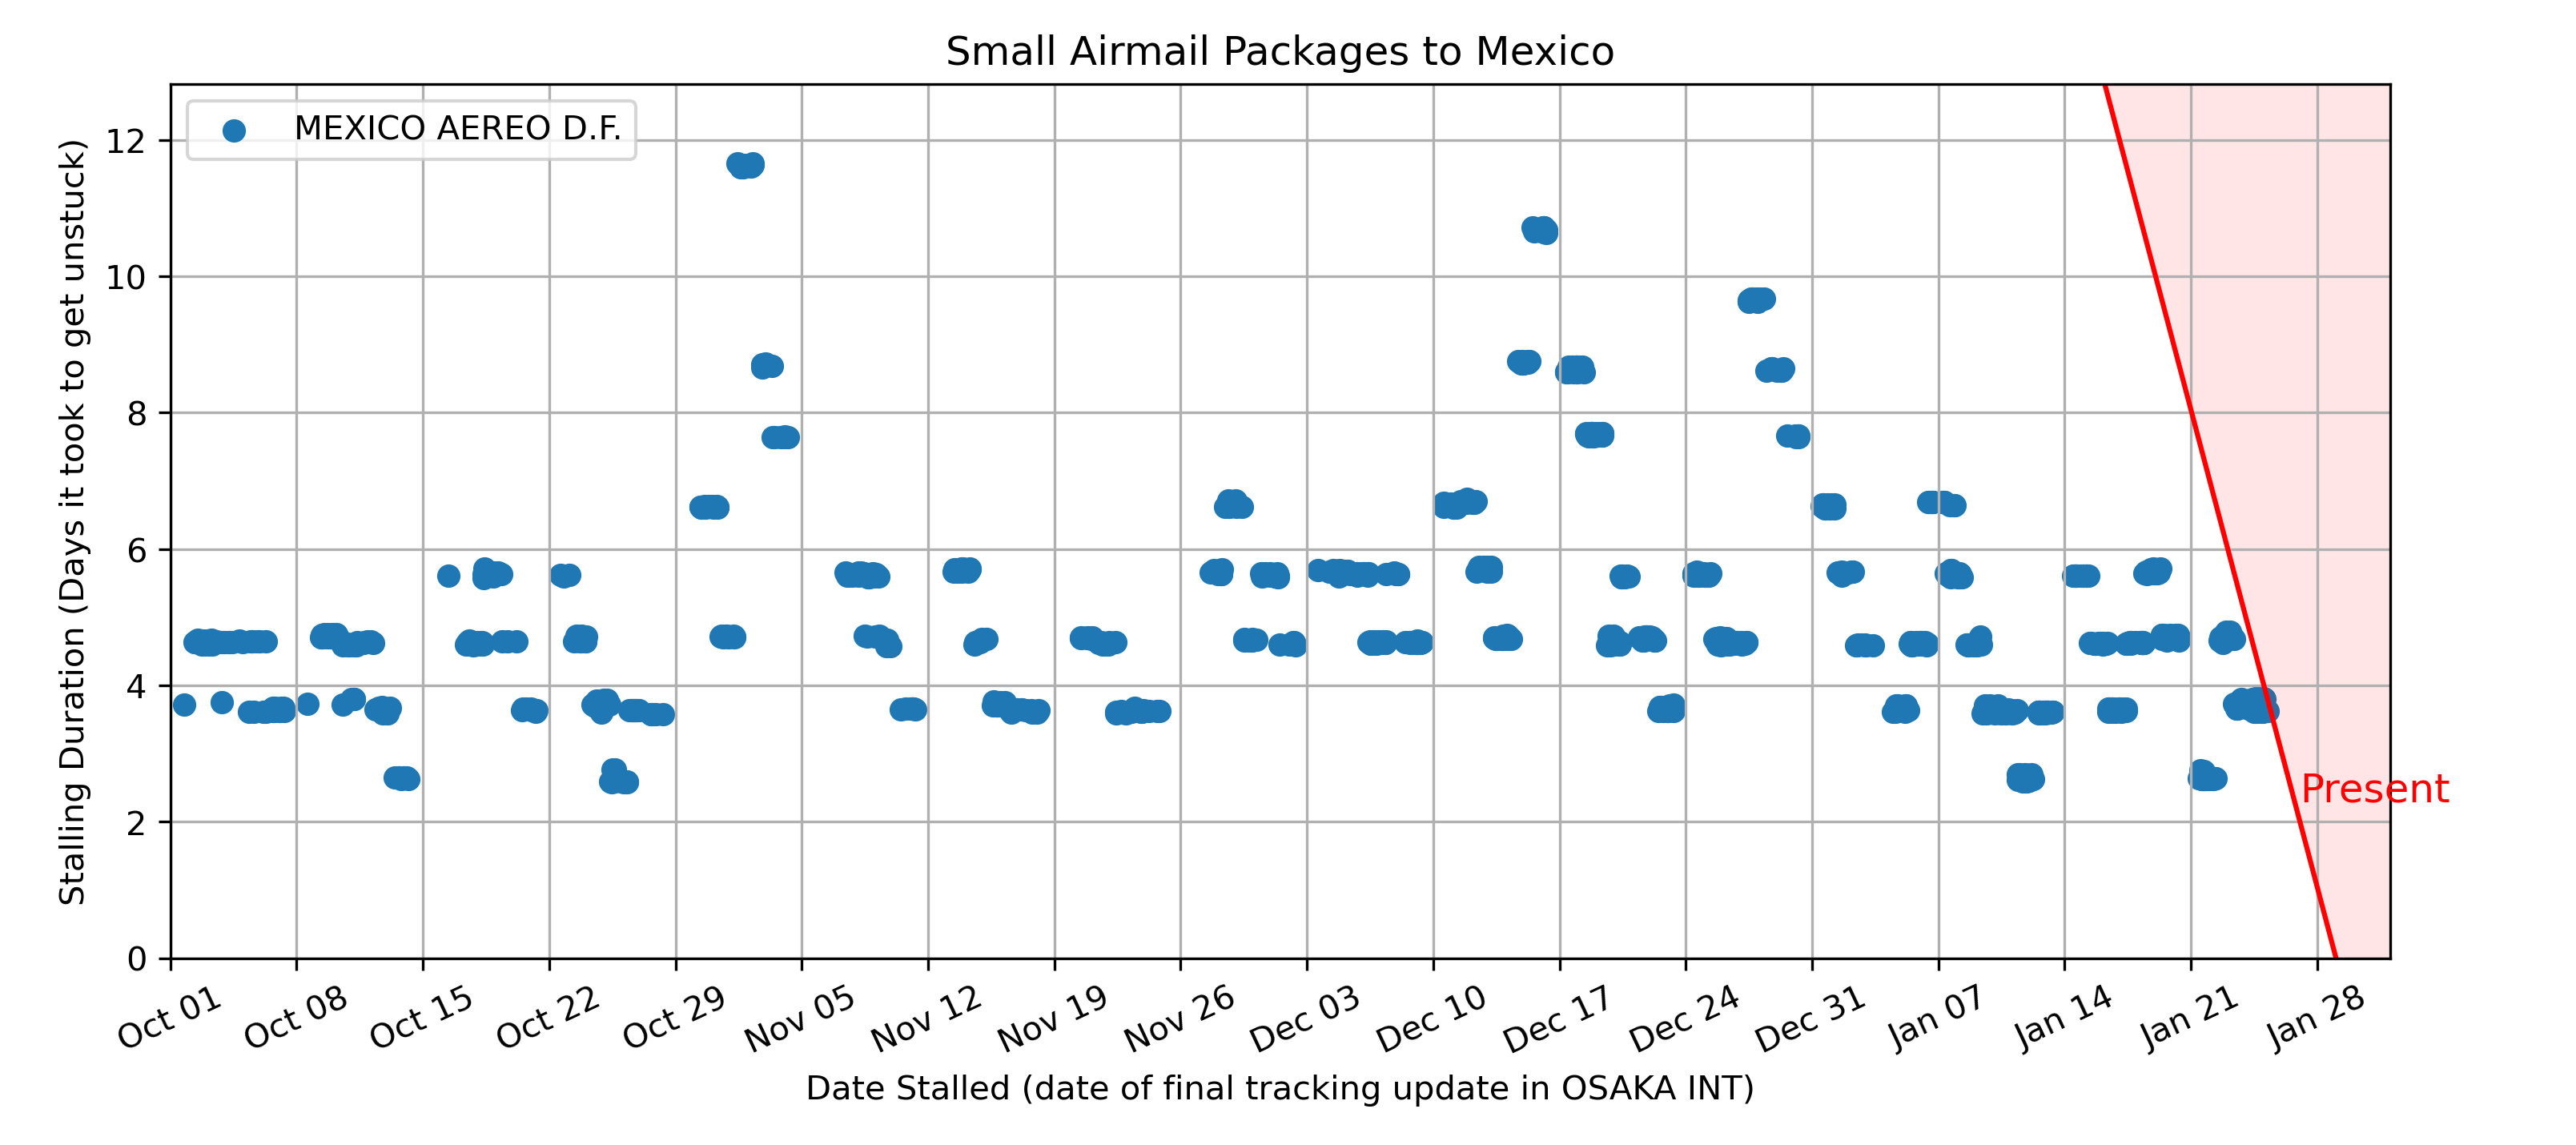 Small Airmail Packages to Mexico
MEXICO AEREO D.F.
Stalling Duration (Days it took to get unstuck)
12
10
8
6
4
2
0
Present
Oct 01
Oct 08
Oct 15
Oct 22
Oct 29
Nov 05
Nov 12
Nov 19
Nov 26
Dec 03
Dec 10
Dec 17
Dec 24
Dec 31
Jan 07
Jan 14
Jan 21
Jan 28
Date Stalled (date of final tracking update in OSAKA INT)